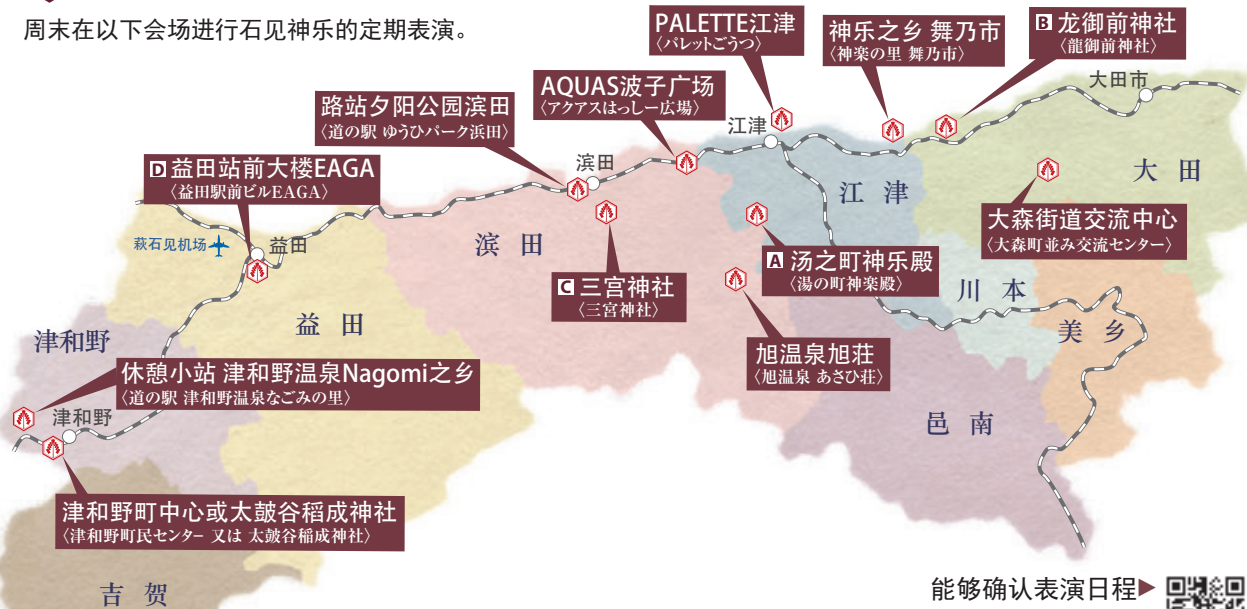 周末在以下会场进行石见神乐的定期表演。
PALETTE江津
〈パレットごうつ〉
神乐之乡 舞乃市
〈神楽の里 舞乃市〉
B 龙御前神社
〈龍御前神社〉
大田市
AQUAS波子广场
〈アクアスはっしー広場〉
路站夕阳公园滨田
〈道の駅 ゆうひパーク浜田〉
江津
滨田
D 益田站前大楼EAGA
〈益田駅前ビルEAGA〉
大田
江津
大森街道交流中心
〈大森町並み交流センター〉
萩石见机场
益田
滨田
A 汤之町神乐殿
〈湯の町神楽殿〉
C 三宫神社
〈三宮神社〉
川本
美乡
益田
津和野
旭温泉旭荘
〈旭温泉 あさひ荘〉
休憩小站 津和野温泉Nagomi之乡
〈道の駅 津和野温泉なごみの里〉
津和野
邑南
津和野町中心或太皷谷稻成神社
〈津和野町民センター 又は 太皷谷稲成神社〉
吉贺
能够确认表演日程▶